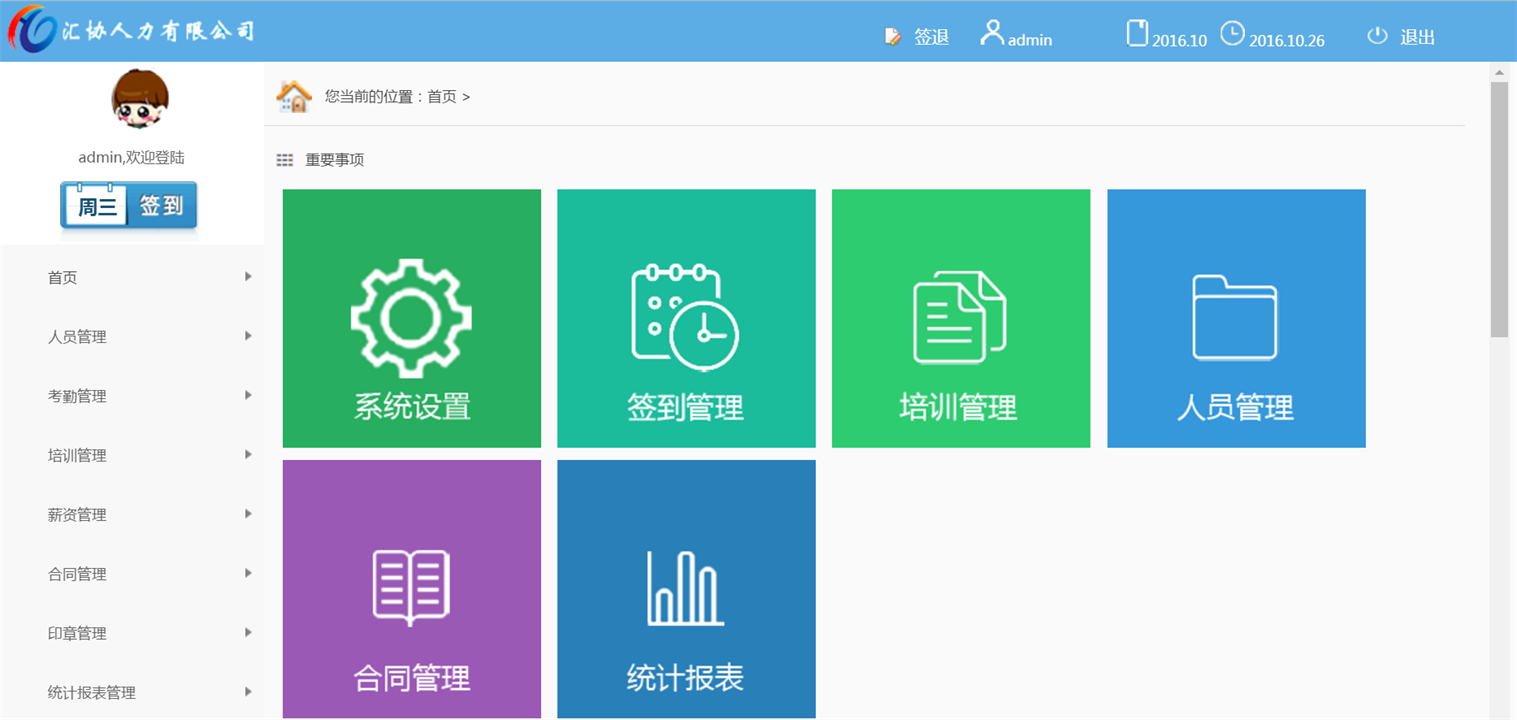 汇协人力有限公司
签退 admin 2016.10 2016.10.26 退出
admin,欢迎登陆
周三 签到
首页
人员管理
考勤管理
培训管理
薪资管理
合同管理
印章管理
统计报表管理
您当前的位置：首页 >
重要事项
系统设置
签到管理
培训管理
人员管理
合同管理
统计报表